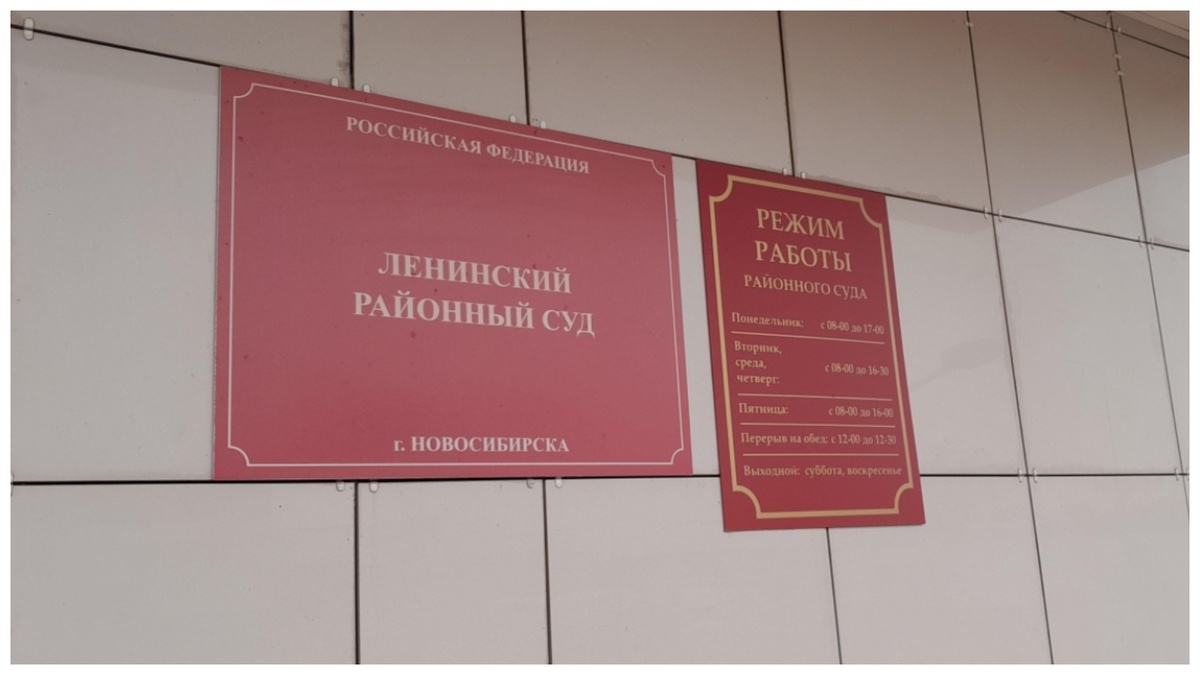 РОССИЙСКАЯ ФЕДЕРАЦИЯ
ЛЕНИНСКИЙ
РАЙОННЫЙ СУД
г. НОВОСИБИРСКА
РЕЖИМ
РАБОТЫ
РАЙОННОГО СУДА
Понедельник: с 08-00 до 17-00
Вторник,
среда,
четверг: с 08-00 до 16-30
Пятница: с 08-00 до 16-00
Перерыв на обед: с 12-00 до 12-30
Выходной: суббота, воскресенье